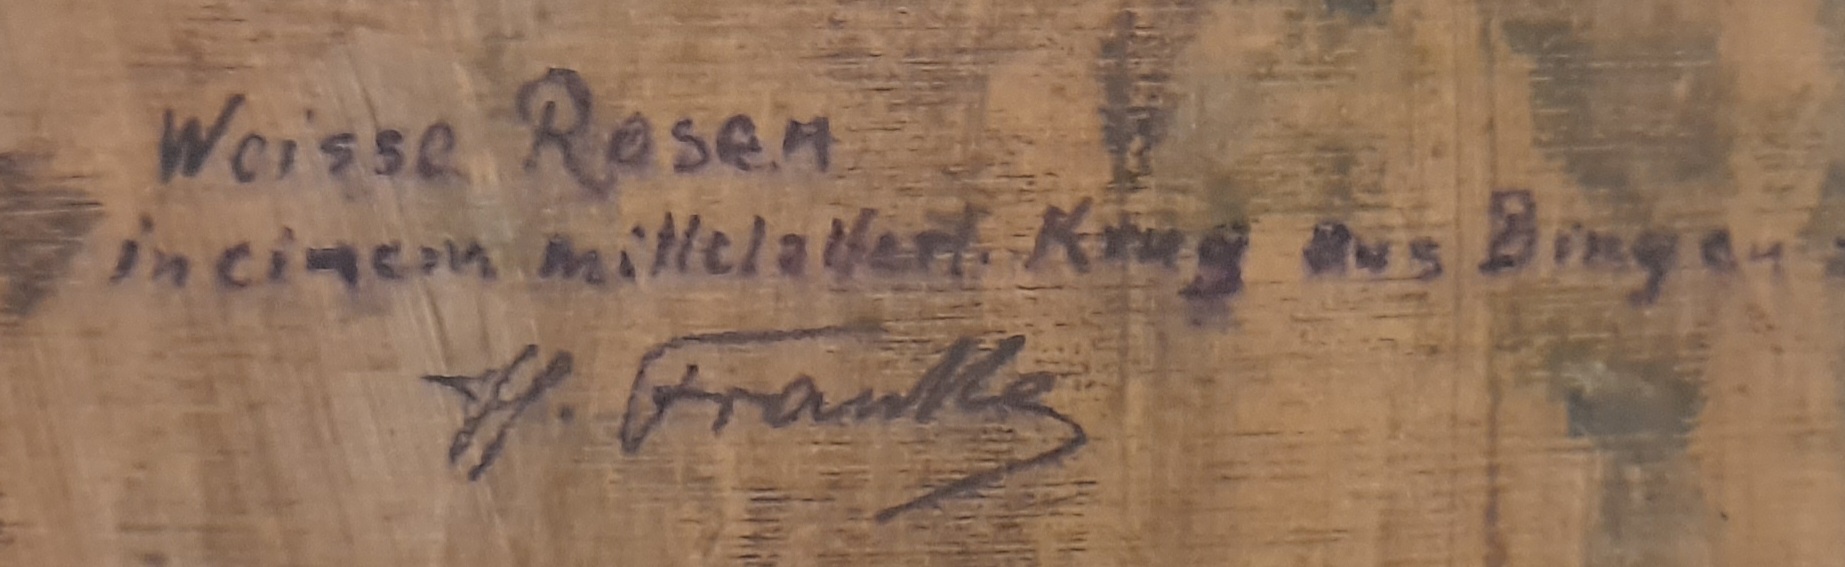 Weisse Rosen
in einem mittelalterl. Krug aus Bingen
H. Franke